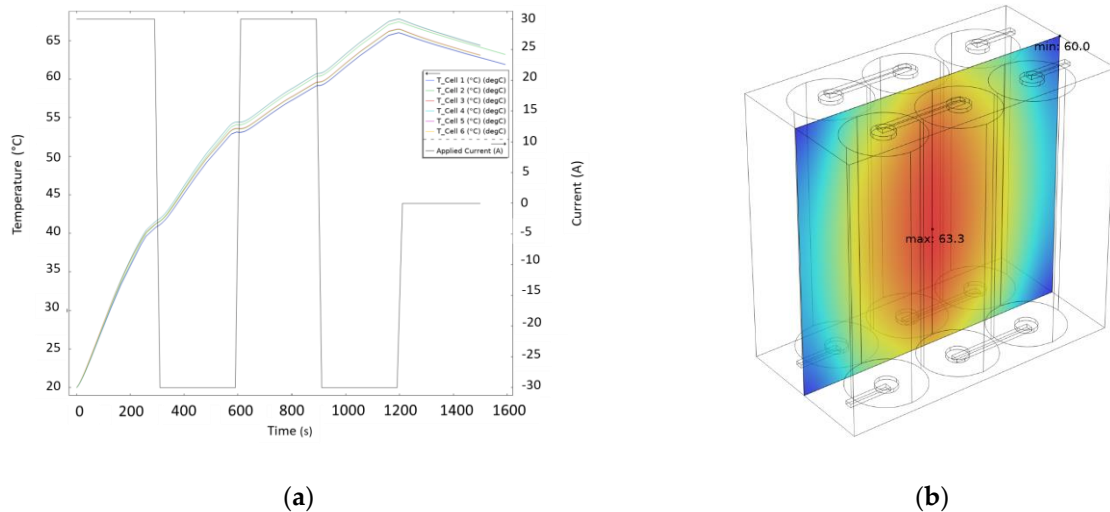 65
60
55
50
45
40
35
30
25
20
Temperature (°C)
0
200
400
600
800
1000
1200
1400
1600
Time (s)
30
25
20
15
10
5
0
-5
-10
-15
-20
-25
-30
Current (A)
T_Cell 1 (°C) (degC)
T_Cell 2 (°C) (degC)
T_Cell 3 (°C) (degC)
T_Cell 4 (°C) (degC)
T_Cell 5 (°C) (degC)
T_Cell 6 (°C) (degC)
Applied Current (A)
(a)
min: 60.0
max: 63.3
(b)